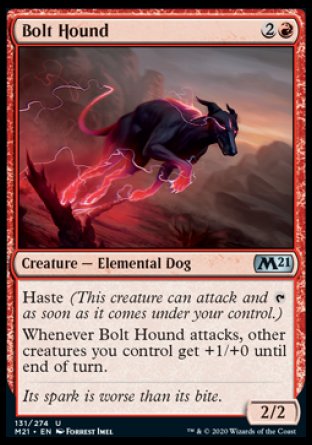 Bolt Hound 2
M21
Creature — Elemental Dog
Haste (This creature can attack and
as soon as it comes under your control.)
Whenever Bolt Hound attacks, other
creatures you control get +1/+0 until
end of turn.
Its spark is worse than its bite.
2/2
131/274 U
M21 • EN FORREST IMEL
™ & © 2020 Wizards of the Coast